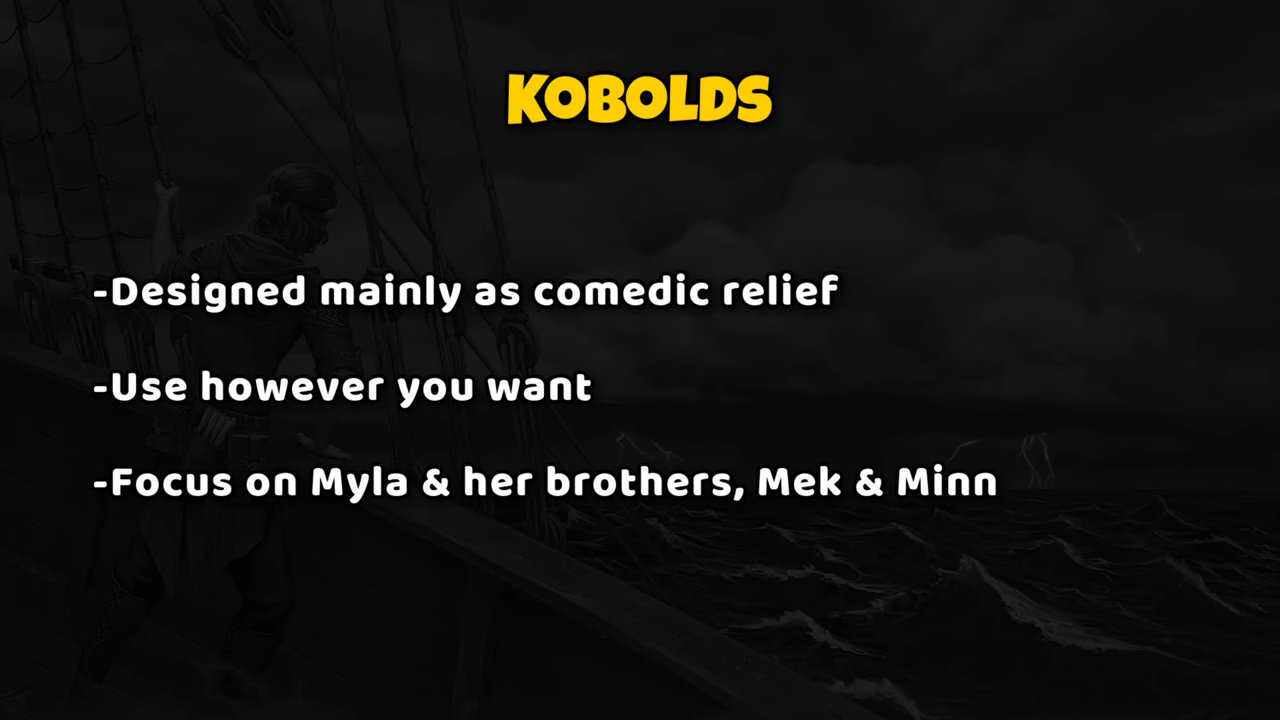 KOBOLDS
-Designed mainly as comedic relief
-Use however you want
-Focus on Myla & her brothers, Mek & Minn